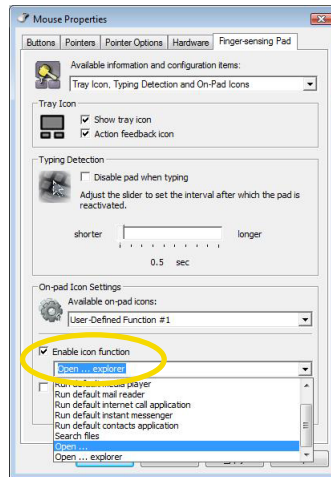 Mouse Properties
Buttons
Pointers
Pointer Options
Hardware
Finger-sensing Pad
Available information and configuration items:
Tray Icon, Typing Detection and On-Pad Icons
Tray Icon
Show tray icon
Action feedback icon
Typing Detection
Disable pad when typing
Adjust the slider to set the interval after which the pad is
reactivated.
shorter
longer
0.5 sec
On-pad Icon Settings
Available on-pad icons:
User-Defined Function #1
Enable icon function
Open ... explorer
Run default media player
Run default mail reader
Run default internet call application
Run default instant messenger
Run default contacts application
Search files
Open ...
Open ... explorer